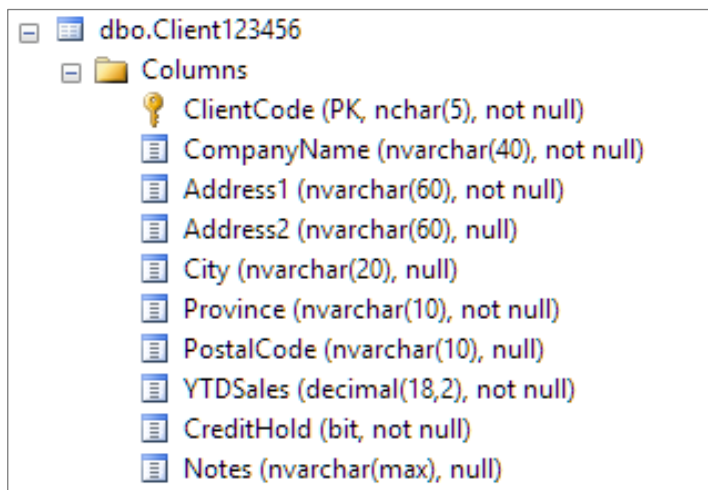 dbo.Client123456
Columns
ClientCode (PK, nchar(5), not null)
CompanyName (nvarchar(40), not null)
Address1 (nvarchar(60), not null)
Address2 (nvarchar(60), null)
City (nvarchar(20), null)
Province (nvarchar(10), not null)
PostalCode (nvarchar(10), null)
YTDSales (decimal(18,2), not null)
CreditHold (bit, not null)
Notes (nvarchar(max), null)